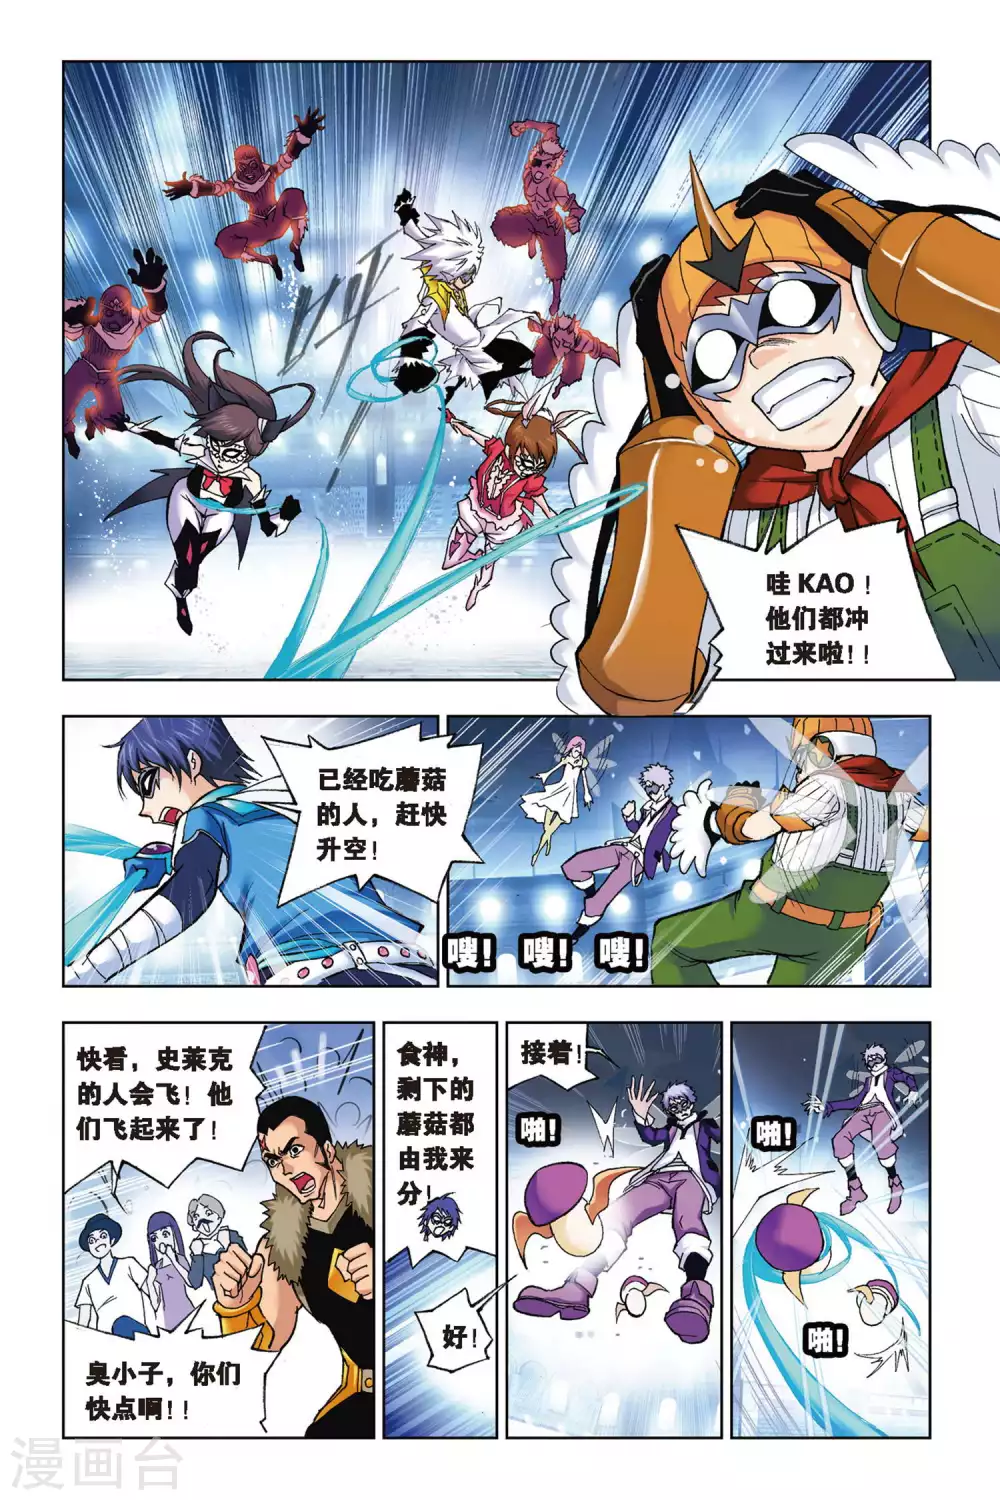 呼
哇KAO！
他们都冲
过来啦！！
已经吃蘑菇
的人，赶快
升空！
嗖！
嗖！
嗖！
快看，史莱克
的人会飞！他
们飞起来了！
臭小子，你们
快点啊！！
食神，
剩下的
蘑菇都
由我来
分！
好！
接着！
啪！
啪！
啪！
漫画台